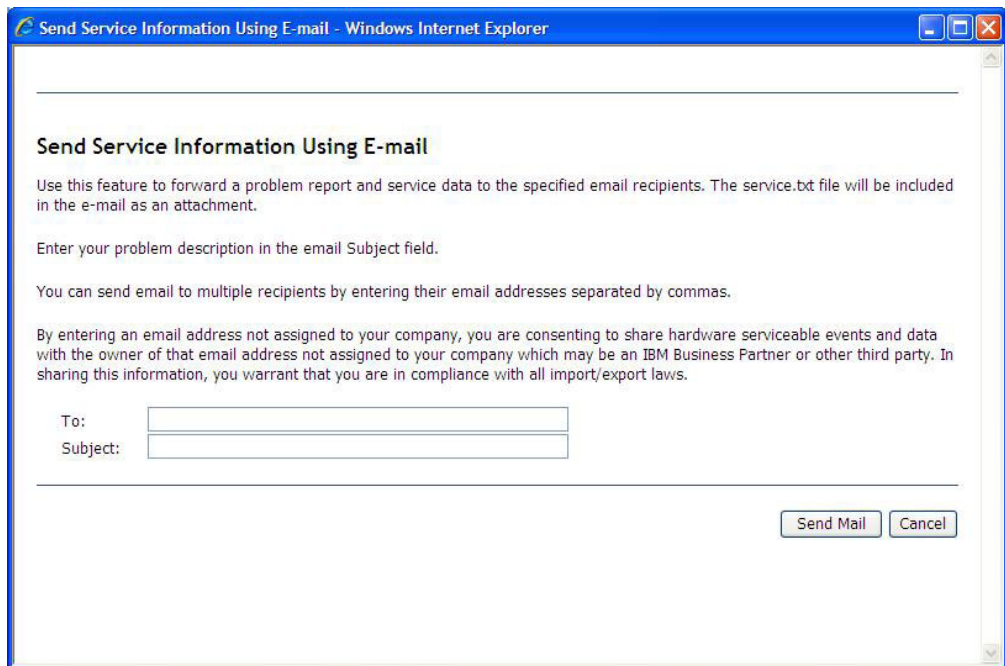 Send Service Information Using E-mail - Windows Internet Explorer
Send Service Information Using E-mail
Use this feature to forward a problem report and service data to the specified email recipients. The service.txt file will be included
in the e-mail as an attachment.
Enter your problem description in the email Subject field.
You can send email to multiple recipients by entering their email addresses separated by commas.
By entering an email address not assigned to your company, you are consenting to share hardware serviceable events and data
with the owner of that email address not assigned to your company which may be an IBM Business Partner or other third party. In
sharing this information, you warrant that you are in compliance with all import/export laws.
To:
Subject:
Send Mail Cancel